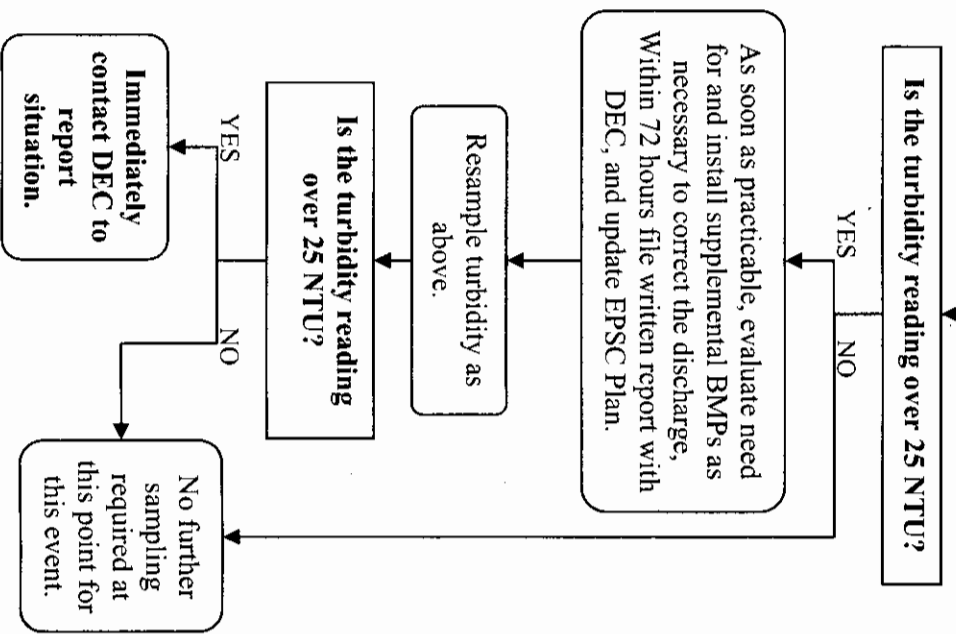 Is the turbidity reading over 25 NTU?
YES
NO
As soon as practicable, evaluate need
for and install supplemental BMPs as
necessary to correct the discharge,
Within 72 hours file written report with
DEC, and update EPSC Plan.
Resample turbidity as
above.
Is the turbidity reading
over 25 NTU?
YES
NO
Immediately
contact DEC to
report
situation.
No further
sampling
required at
this point for
this event.